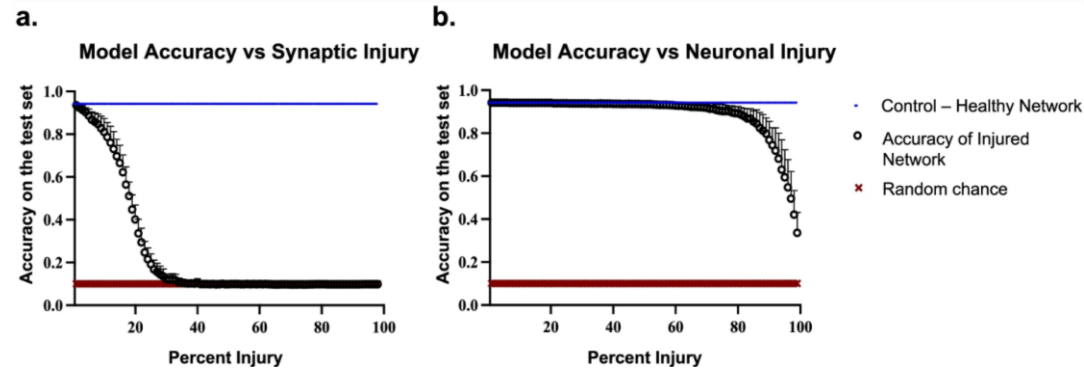 a.
Model Accuracy vs Synaptic Injury
Accuracy on the test set
1.0
0.8
0.6
0.4
0.2
0.0
20 40 60 80 100
Percent Injury
b.
Model Accuracy vs Neuronal Injury
Accuracy on the test set
1.0
0.8
0.6
0.4
0.2
0.0
20 40 60 80 100
Percent Injury
Control – Healthy Network
Accuracy of Injured
Network
Random chance